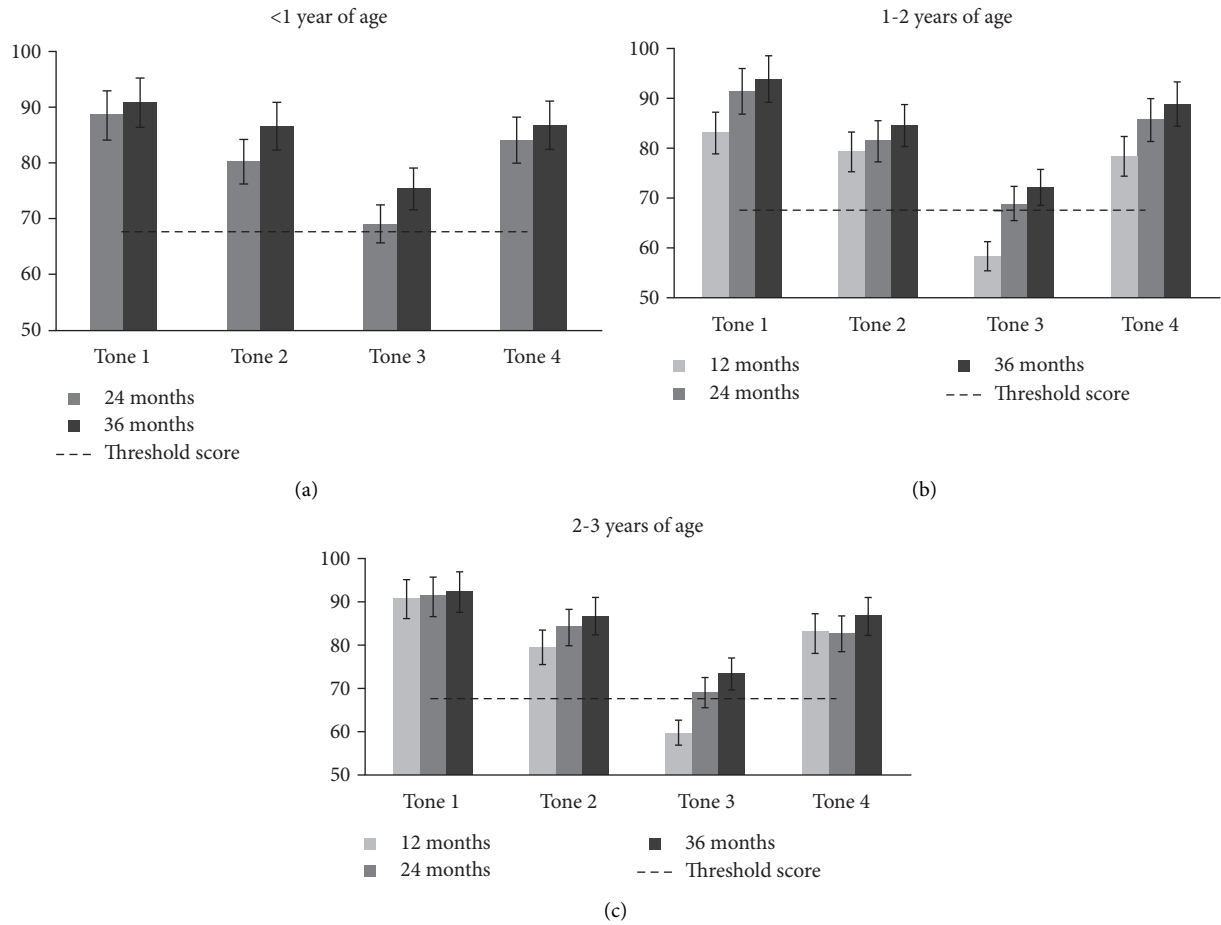 <1 year of age
100
90
80
70
60
50
Tone 1 Tone 2 Tone 3 Tone 4
24 months
36 months
Threshold score
(a)
1-2 years of age
100
90
80
70
60
50
Tone 1 Tone 2 Tone 3 Tone 4
12 months 36 months
24 months Threshold score
(b)
2-3 years of age
100
90
80
70
60
50
Tone 1 Tone 2 Tone 3 Tone 4
12 months 36 months
24 months Threshold score
(c)